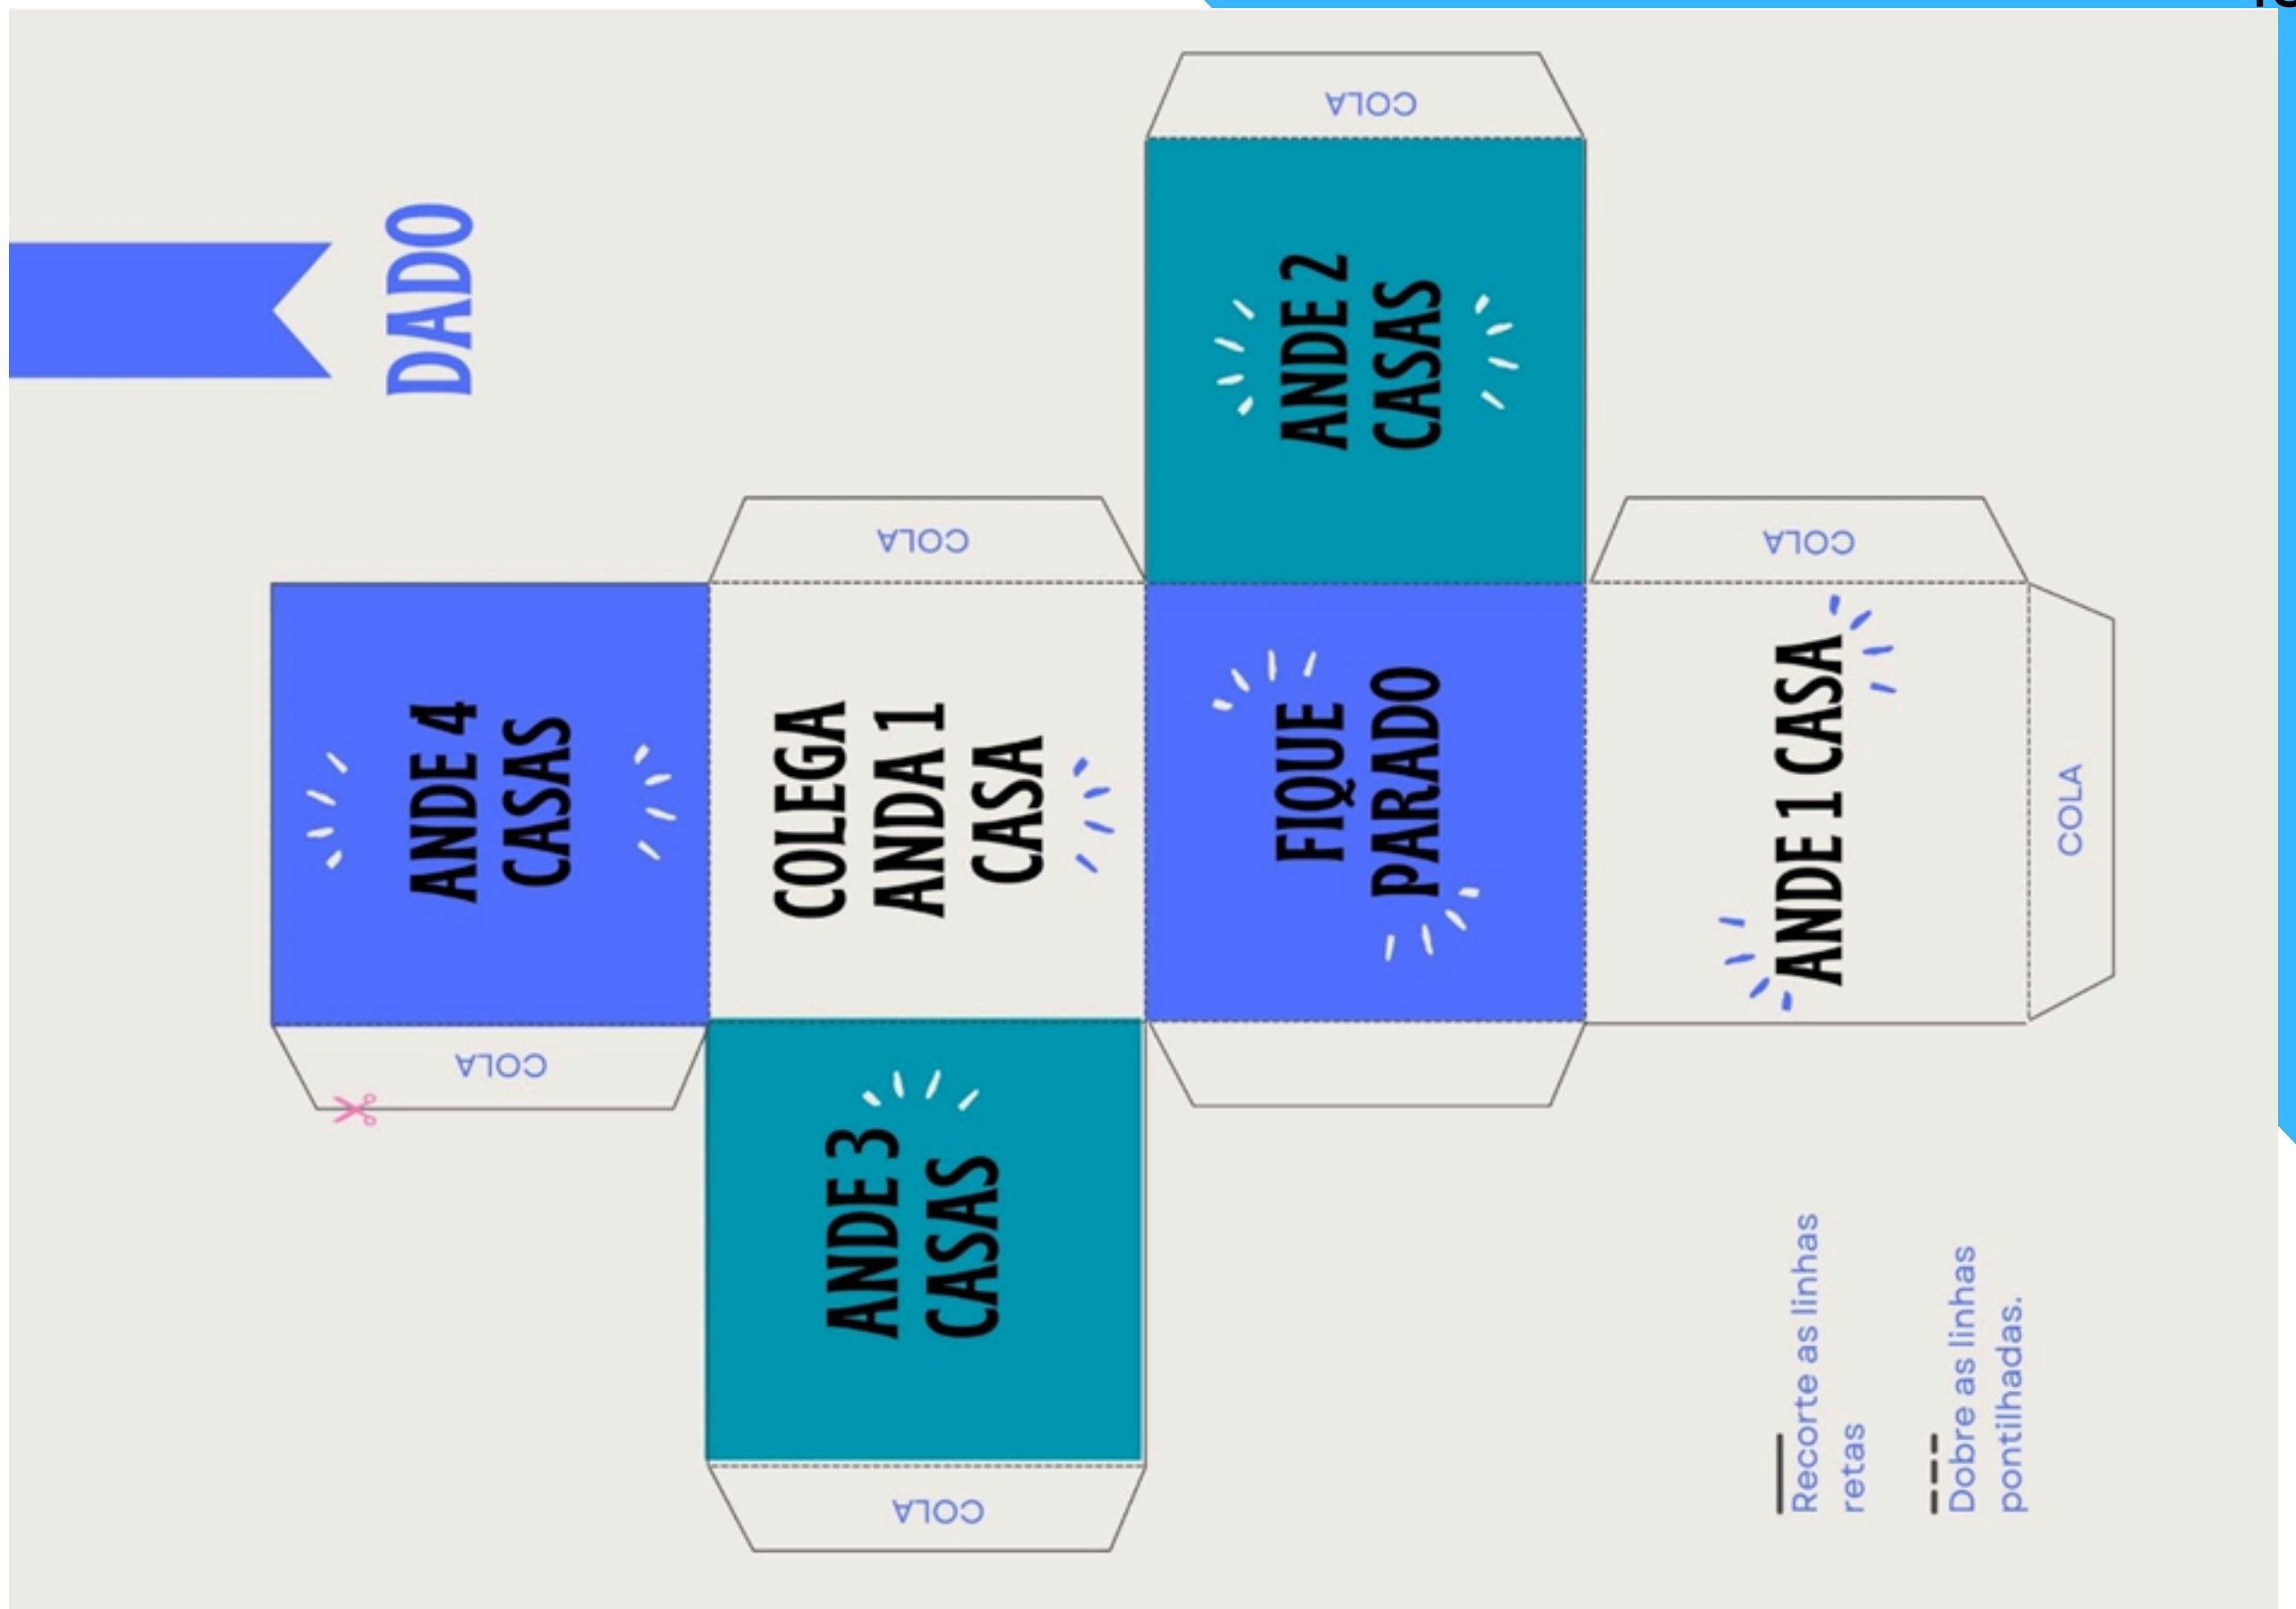 DADO
ANDE 2
CASAS
ANDE 4
CASAS
COLEGA
ANDA 1
CASA
FIQUE
PARADO
ANDE 1 CASA
ANDE 3
CASAS
COLA
COLA
COLA
COLA
COLA
COLA
Recorte as linhas
retas
Dobre as linhas
pontilhadas.